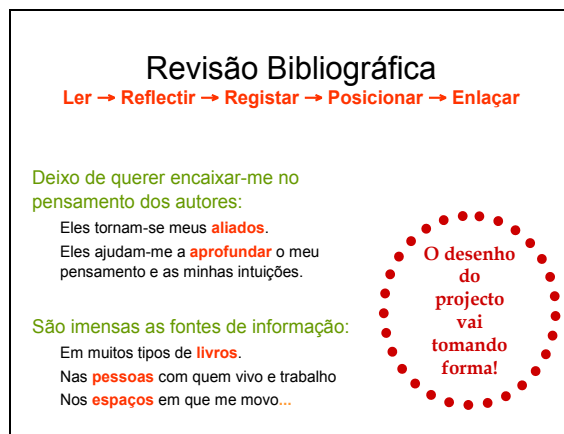 Revisão Bibliográfica
Ler → Reflectir → Registar → Posicionar → Enlaçar
Deixo de querer encaixar-me no
pensamento dos autores:
Eles tornam-se meus aliados.
Eles ajudam-me a aprofundar o meu
pensamento e as minhas intuições.
São imensas as fontes de informação:
Em muitos tipos de livros.
Nas pessoas com quem vivo e trabalho
Nos espaços em que me movo...
O desenho
do
projecto
vai
tomando
forma!